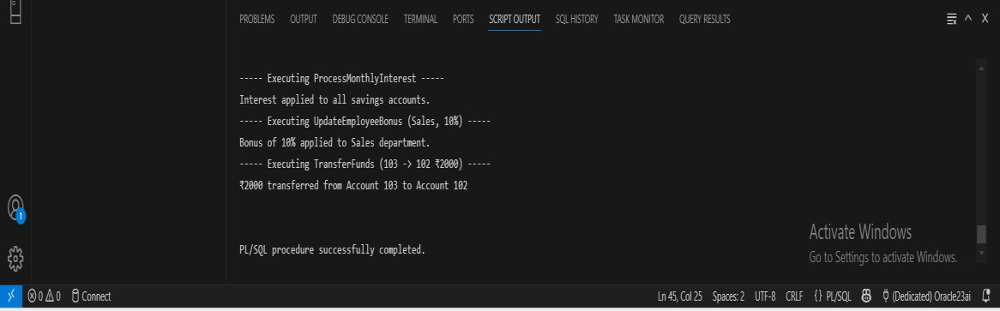 PROBLEMS OUTPUT DEBUG CONSOLE TERMINAL PORTS SCRIPT OUTPUT SQL HISTORY TASK MONITOR QUERY RESULTS
----- Executing ProcessMonthlyInterest -----
Interest applied to all savings accounts.
----- Executing UpdateEmployeeBonus (Sales, 10%) -----
Bonus of 10% applied to Sales department.
----- Executing TransferFunds (103 -> 102 ₹2000) -----
₹2000 transferred from Account 103 to Account 102
1
Activate Windows
Go to Settings to activate Windows.
PL/SQL procedure successfully completed.
0 0 Connect Ln 45, Col 25 Spaces: 2 UTF-8 CRLF {} PL/SQL (Dedicated) Oracle23ai